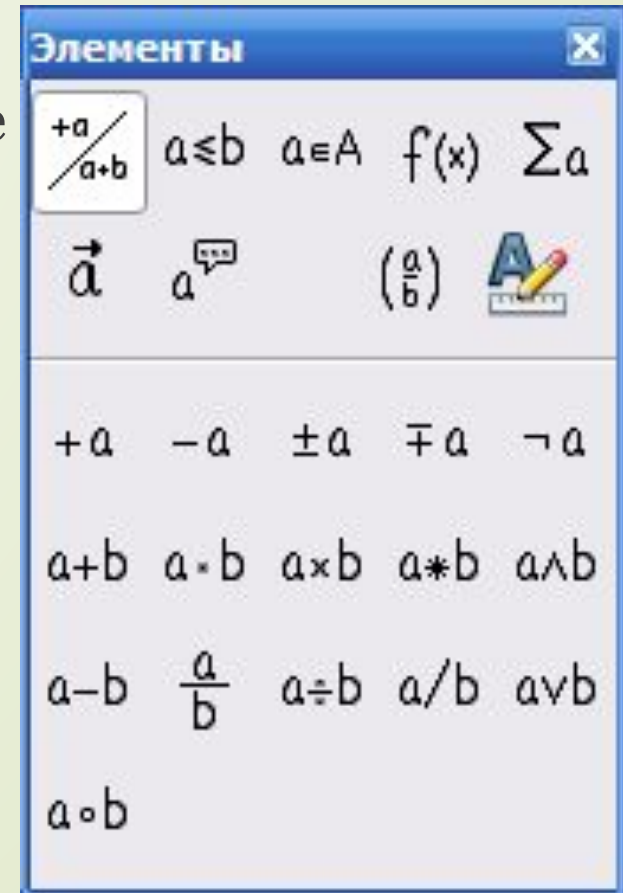 Элементы
е
+a/a+b a≤b a∈A f(x) ∑a
a⃗ a (a/b) A
+a −a ±a ∓a ¬a
a+b a·b a×b a∗b a∧b
a−b a/b a÷b a/b a∨b
a∘b